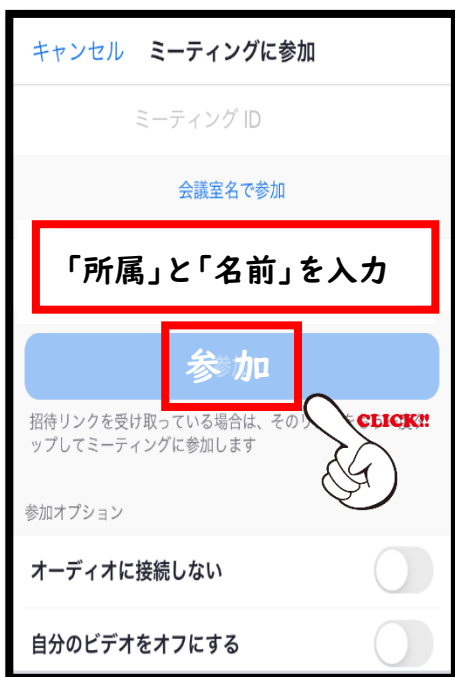 キャンセル ミーティングに参加
ミーティング ID
会議室名で参加
「所属」と「名前」を入力
参加
招待リンクを受け取っている場合は、そのリ
CLICK!!
ップしてミーティングに参加します
参加オプション
オーディオに接続しない
自分のビデオをオフにする